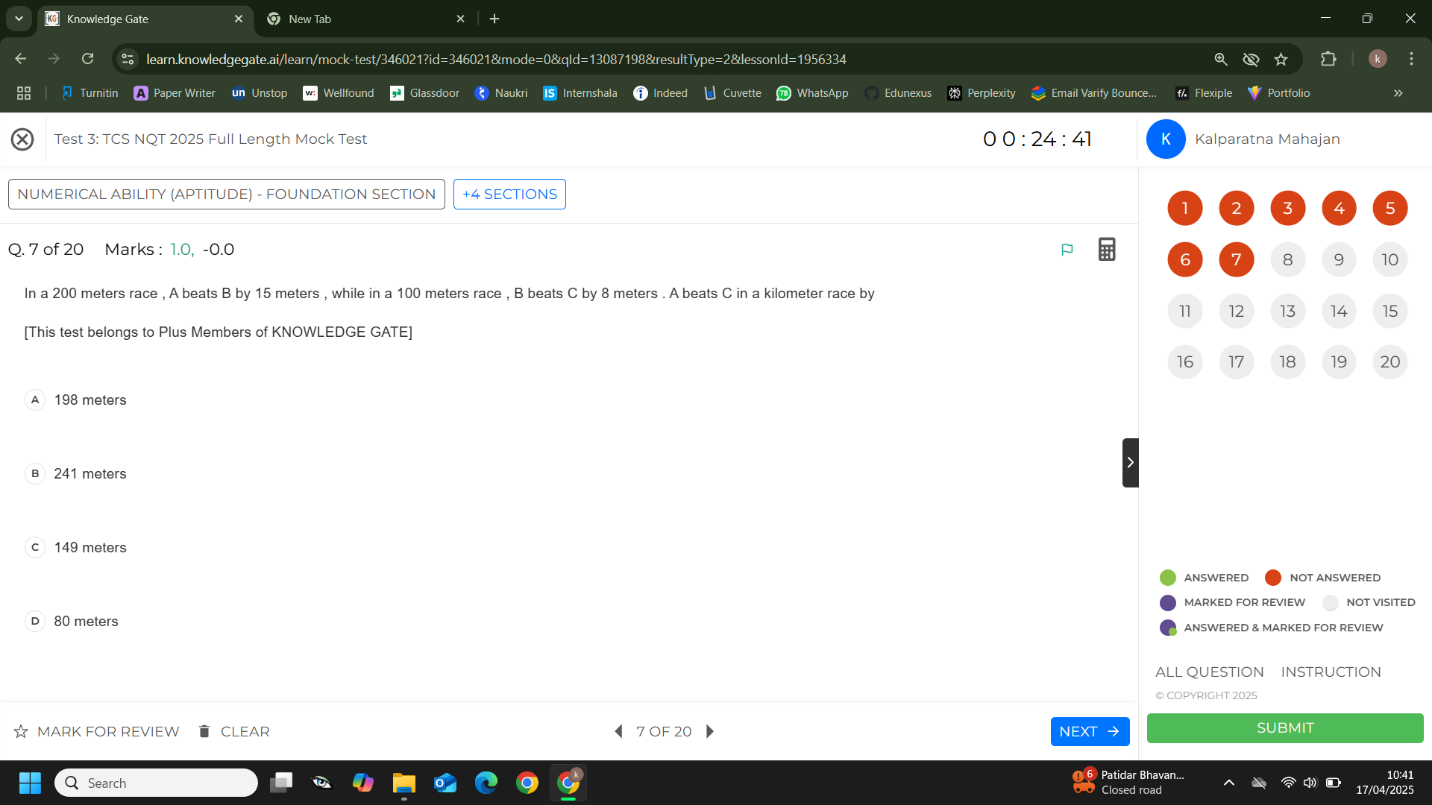 Knowledge Gate
New Tab
learn.knowledgegate.ai/learn/mock-test/346021?id=346021&mode=0&qId=13087198&resultType=2&lessonId=1956334
k
Turnitin
Paper Writer
Unstop
Wellfound
Glassdoor
Naukri
Internshala
Indeed
Cuvette
WhatsApp
Edunexus
Perplexity
Email Varify Bounce...
Flexiple
Portfolio
Test 3: TCS NQT 2025 Full Length Mock Test
0 0 : 24 : 41
K
Kalparatna Mahajan
NUMERICAL ABILITY (APTITUDE) - FOUNDATION SECTION
+4 SECTIONS
Q. 7 of 20 Marks : 1.0, -0.0
In a 200 meters race , A beats B by 15 meters , while in a 100 meters race , B beats C by 8 meters . A beats C in a kilometer race by
[This test belongs to Plus Members of KNOWLEDGE GATE]
A 198 meters
B 241 meters
C 149 meters
D 80 meters
1 2 3 4 5
6 7 8 9 10
11 12 13 14 15
16 17 18 19 20
ANSWERED NOT ANSWERED
MARKED FOR REVIEW NOT VISITED
ANSWERED & MARKED FOR REVIEW
ALL QUESTION INSTRUCTION
© COPYRIGHT 2025
SUBMIT
MARK FOR REVIEW
CLEAR
7 OF 20
NEXT
Search
6
Patidar Bhavan...
Closed road
10:41
17/04/2025